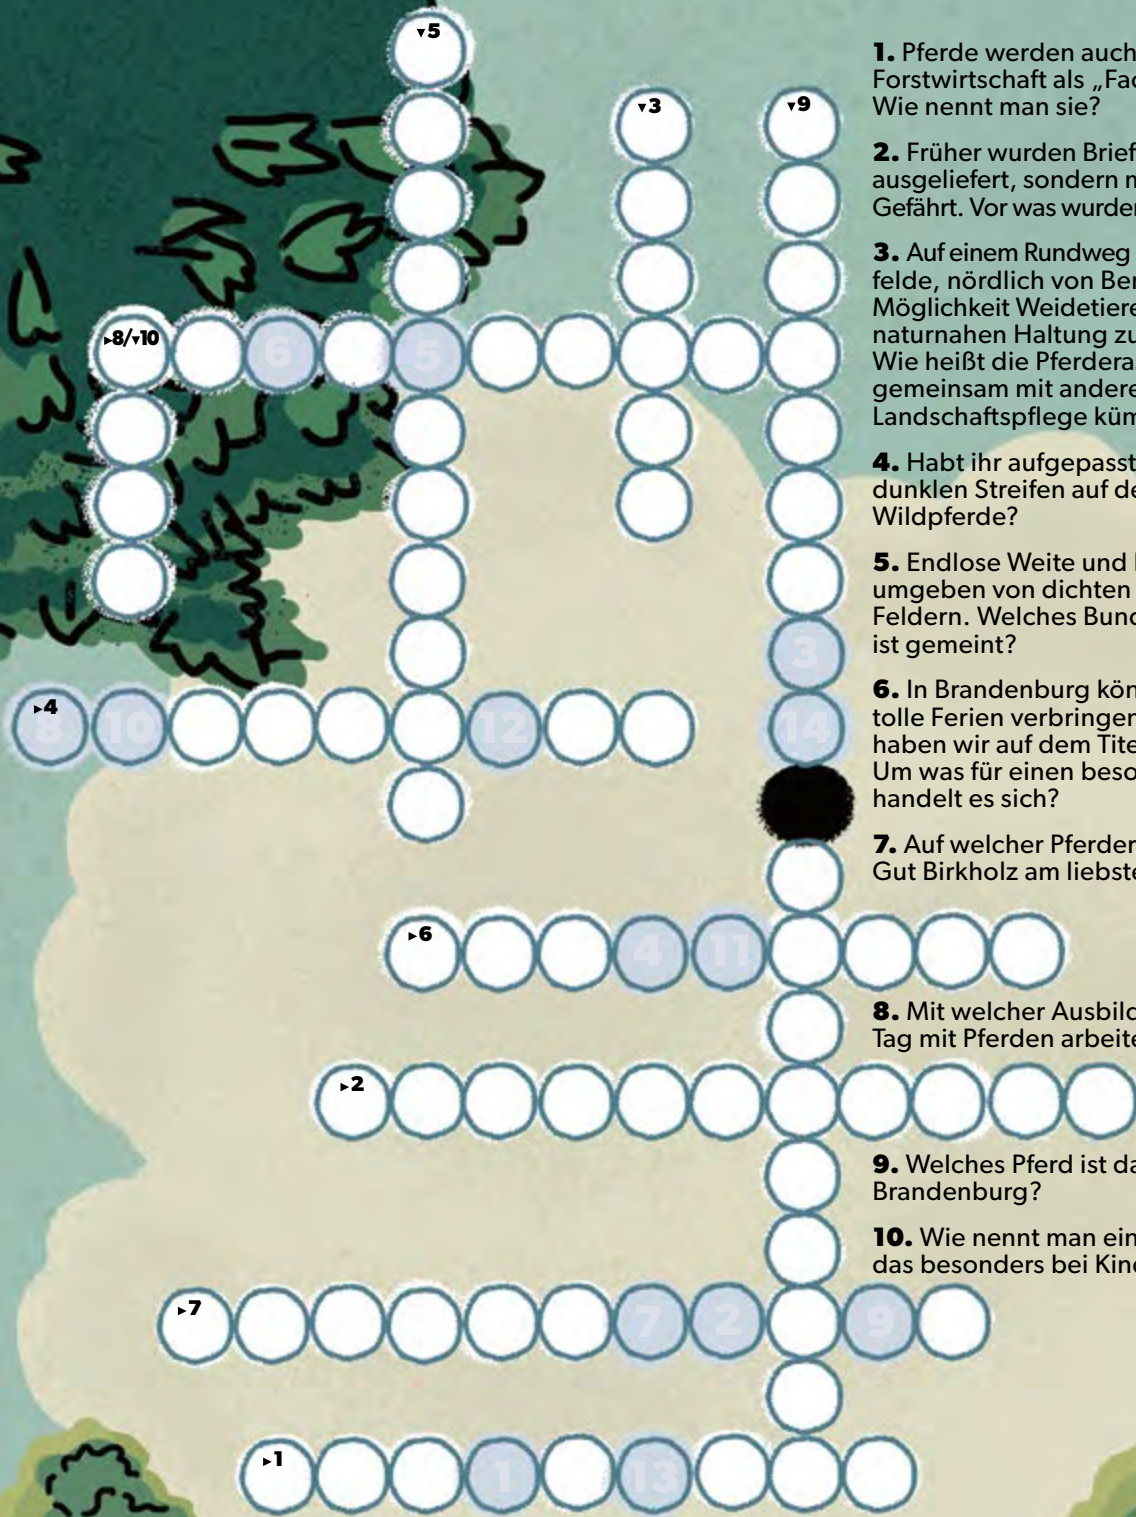 ▾5
▾3
▾9
▸8/▾10
6
5
3
▸4
8
10
12
14
▸6
4
11
▸2
▸7
7
2
9
▸1
1
13
1. Pferde werden auch
Forstwirtschaft als „Fac
Wie nennt man sie?
2. Früher wurden Brief
ausgeliefert, sondern m
Gefährt. Vor was wurden
3. Auf einem Rundweg
felde, nördlich von Ber
Möglichkeit Weidetiere
naturnahen Haltung zu
Wie heißt die Pferderas
gemeinsam mit andere
Landschaftspflege küm
4. Habt ihr aufgepasst
dunklen Streifen auf de
Wildpferde?
5. Endlose Weite und
umgeben von dichten
Feldern. Welches Bund
ist gemeint?
6. In Brandenburg kön
tolle Ferien verbringen
haben wir auf dem Tite
Um was für einen beso
handelt es sich?
7. Auf welcher Pferder
Gut Birkholz am liebste
8. Mit welcher Ausbild
Tag mit Pferden arbeite
9. Welches Pferd ist da
Brandenburg?
10. Wie nennt man ein
das besonders bei Kind